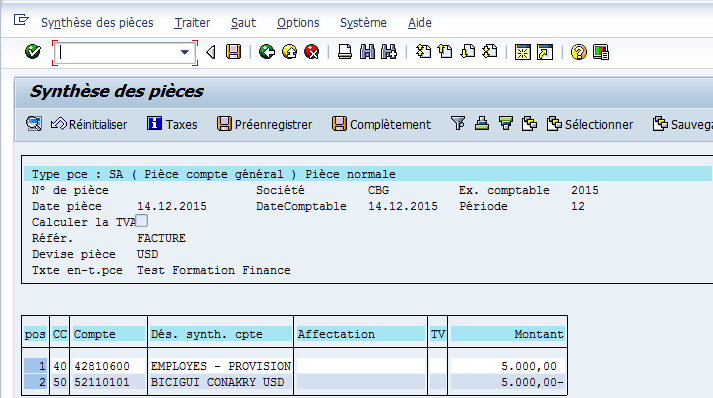 Synthèse des pièces Traiter Saut Options Système Aide
Synthèse des pièces
Réinitialiser Taxes Préenregistrer Complètement Sélectionner Sauvega
Type pce : SA ( Pièce compte général ) Pièce normale
N° de pièce Société CBG Ex. comptable 2015
Date pièce 14.12.2015 DateComptable 14.12.2015 Période 12
Calculer la TVA
Référ. FACTURE
Devise pièce USD
Txte en-t.pce Test Formation Finance
pos CC Compte Dés. synth. cpte Affectation TV Montant
1 40 42810600 EMPLOYES - PROVISION 5.000,00
2 50 52110101 BICIGUI CONAKRY USD 5.000,00-